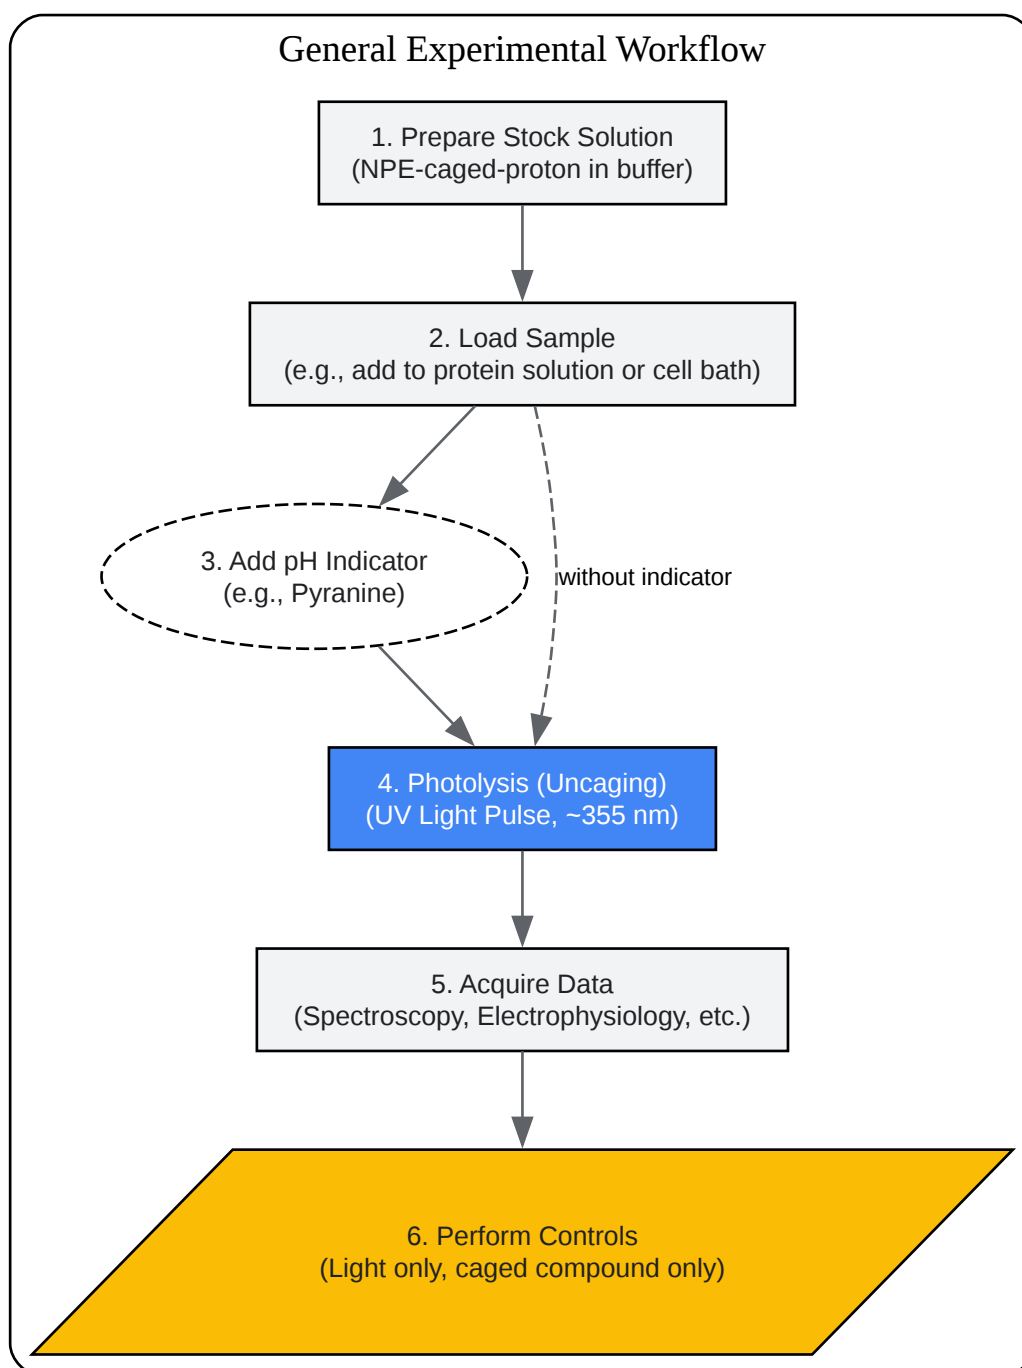 General Experimental Workflow
1. Prepare Stock Solution
(NPE-caged-proton in buffer)
2. Load Sample
(e.g., add to protein solution or cell bath)
3. Add pH Indicator
(e.g., Pyranine)
without indicator
4. Photolysis (Uncaging)
(UV Light Pulse, ~355 nm)
5. Acquire Data
(Spectroscopy, Electrophysiology, etc.)
6. Perform Controls
(Light only, caged compound only)